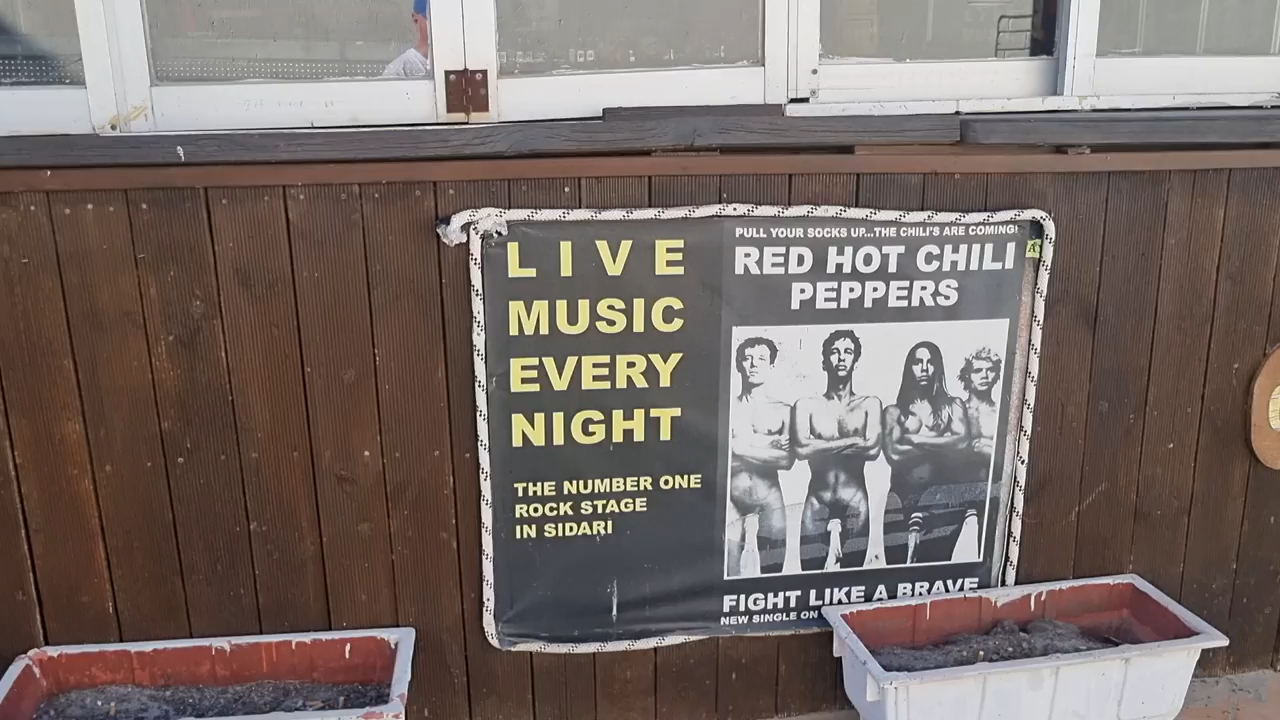 LIVE
MUSIC
EVERY
NIGHT
THE NUMBER ONE
ROCK STAGE
IN SIDARI
PULL YOUR SOCKS UP...THE CHILI'S ARE COMING!
RED HOT CHILI
PEPPERS
FIGHT LIKE A BRAVE
NEW SINGLE ON